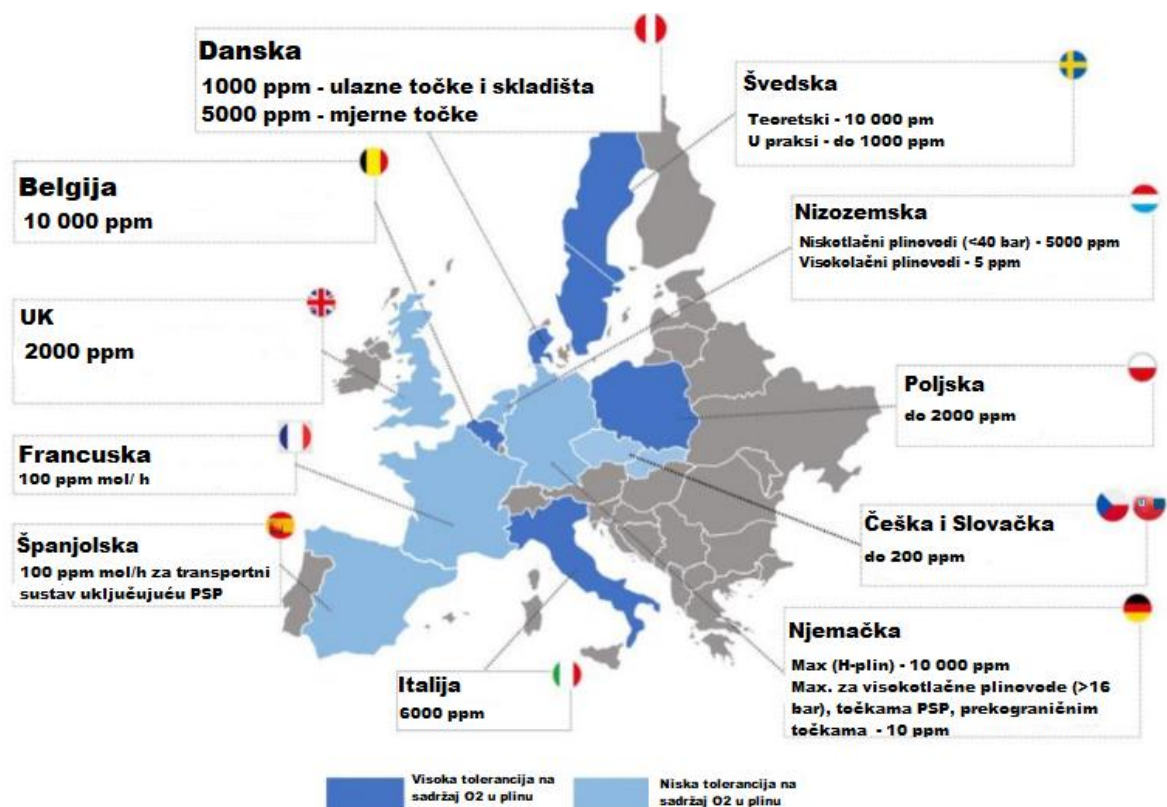 Danska
1000 ppm - ulazne točke i skladišta
5000 ppm - mjerne točke
Švedska
Teoretski - 10 000 pm
U praksi - do 1000 ppm
Belgija
10 000 ppm
Nizozemska
Niskotlačni plinovodi (<40 bar) - 5000 ppm
Visokolačni plinovodi - 5 ppm
UK
2000 ppm
Poljska
do 2000 ppm
Francuska
100 ppm mol/ h
Češka i Slovačka
do 200 ppm
Španjolska
100 ppm mol/h za transportni
sustav uključujuću PSP
Njemačka
Max (H-plin) - 10 000 ppm
Max. za visokotlačne plinovode (>16
bar), točkama PSP, prekograničnim
točkama - 10 ppm
Italija
6000 ppm
Visoka tolerancija na
sadržaj O2 u plinu
Niska tolerancija na
sadržaj O2 u plinu